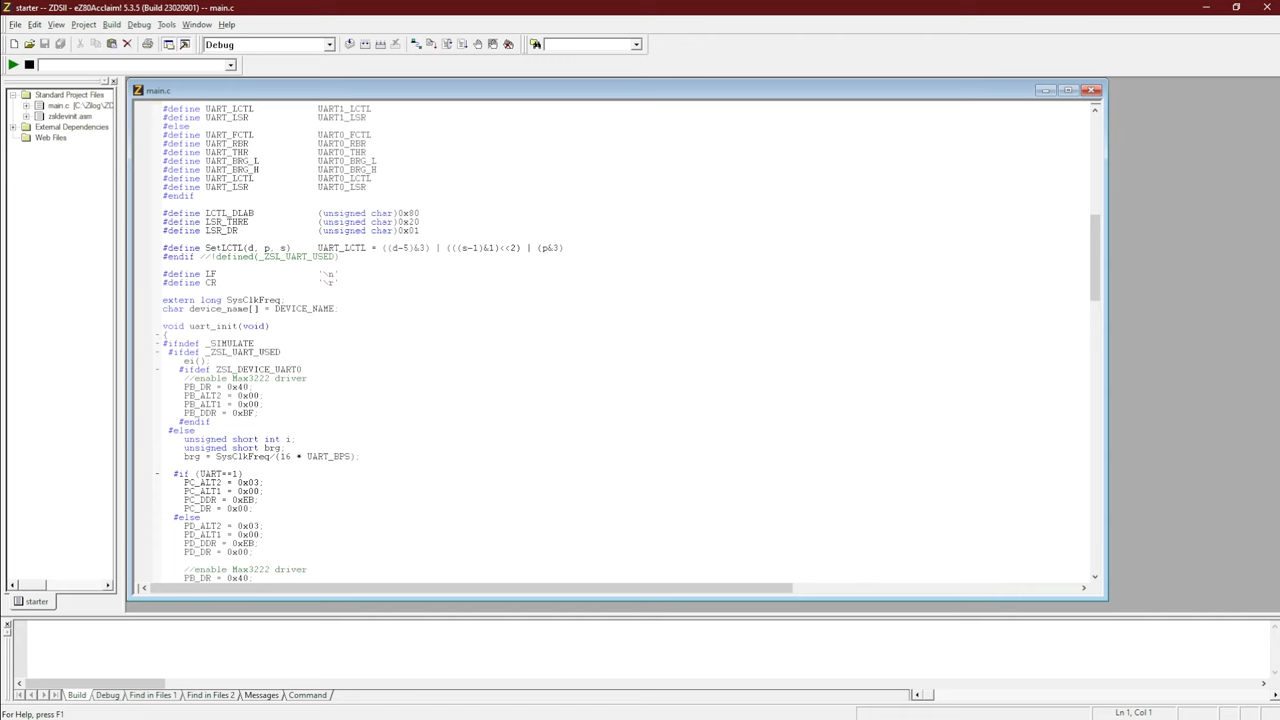 starter -- ZDSII - eZ80Acclaim! 5.3.5 (Build 23020901) -- main.c
File Edit View Project Build Debug Tools Window Help
Debug
Standard Project Files
main.c [C:\Zilog\ZD
zsldevinit.asm
External Dependencies
Web Files
starter
main.c
#define UART_LCTL UART1_LCTL
#define UART_LSR UART1_LSR
#else
#define UART_FCTL UART0_FCTL
#define UART_RBR UART0_RBR
#define UART_THR UART0_THR
#define UART_BRG_L UART0_BRG_L
#define UART_BRG_H UART0_BRG_H
#define UART_LCTL UART0_LCTL
#define UART_LSR UART0_LSR
#endif
#define LCTL_DLAB (unsigned char)0x80
#define LSR_THRE (unsigned char)0x20
#define LSR_DR (unsigned char)0x01
#define SetLCTL(d, p, s) UART_LCTL = ((d-5)&3) | (((s-1)&1)<<2) | (p&3)
#endif //!defined(_ZSL_UART_USED)
#define LF '\n'
#define CR '\r'
extern long SysClkFreq;
char device_name[] = DEVICE_NAME;
void uart_init(void)
{
#ifndef _SIMULATE
#ifdef _ZSL_UART_USED
ei();
#ifdef ZSL_DEVICE_UART0
//enable Max3222 driver
PB_DR = 0x40;
PB_ALT2 = 0x00;
PB_ALT1 = 0x00;
PB_DDR = 0xBF;
#endif
#else
unsigned short int i;
unsigned short brg;
brg = SysClkFreq/(16 * UART_BPS);
#if (UART==1)
PC_ALT2 = 0x03;
PC_ALT1 = 0x00;
PC_DDR = 0xEB;
PC_DR = 0x00;
#else
PD_ALT2 = 0x03;
PD_ALT1 = 0x00;
PD_DDR = 0xEB;
PD_DR = 0x00;
//enable Max3222 driver
PB_DR = 0x40;
Build Debug Find in Files 1 Find in Files 2 Messages Command
For Help, press F1
Ln 1, Col 1